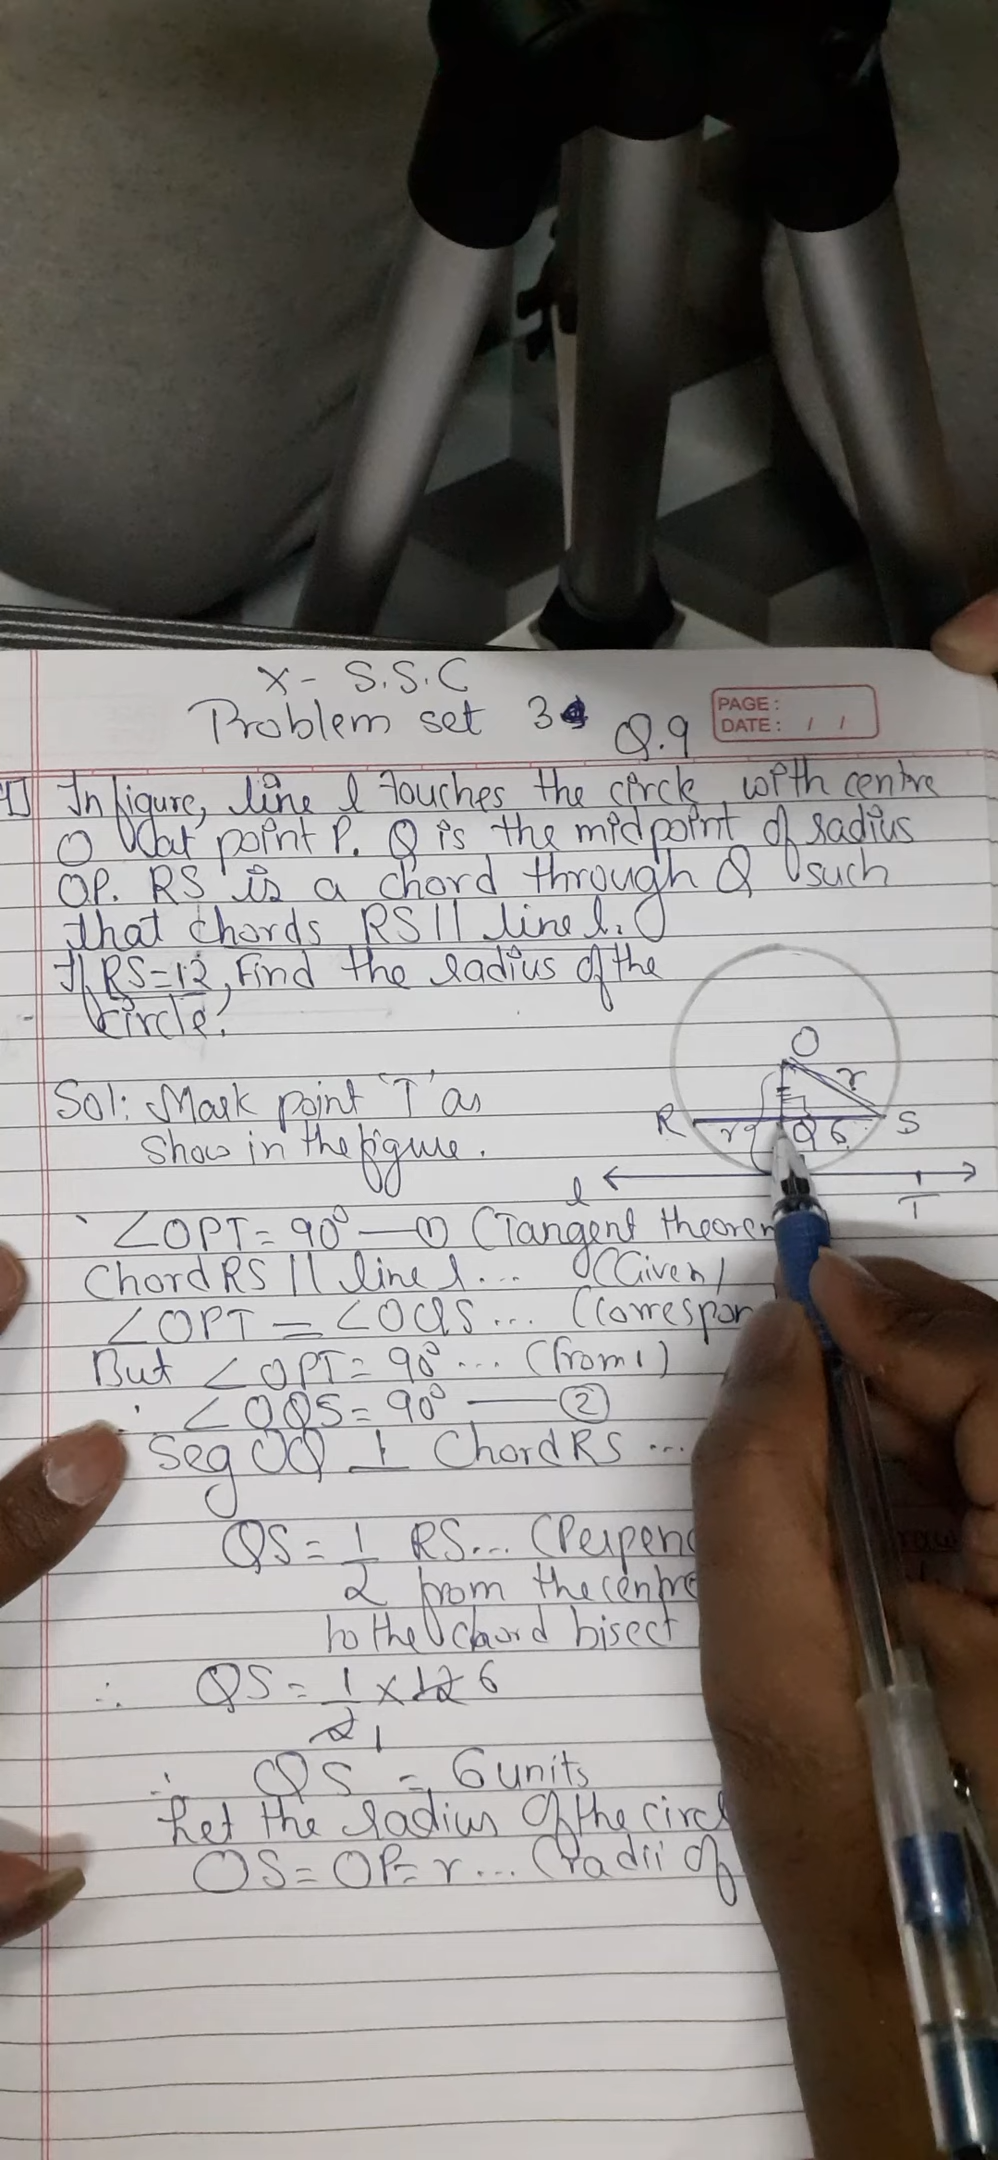 X - S.S.C
Problem set 3
Q.9
PAGE :
DATE : / /
In figure, line l touches the circle with centre
O at point P. Q is the midpoint of radius
OP. RS is a chord through Q such
that chords RS || line l.
If RS=12, Find the radius of the
circle.
O
r
R
r
Q 6
S
l
T
Sol: Mark point 'T' as
Show in the figure.
∠OPT = 90° — ① (Tangent theorem
Chord RS || line l ... (Given)
∠OPT = ∠OQS ... (Correspon
But ∠OPT = 90° ... (from 1)
∴ ∠OQS = 90° — ②
seg OQ ⊥ Chord RS ...
QS = 1/2 RS... (Perpen
from the centre
to the chord bisect
∴ QS = 1/2 1 x 12 6
∴ QS = 6 units
Let the radius of the circ
OS = OP = r ... (radii of